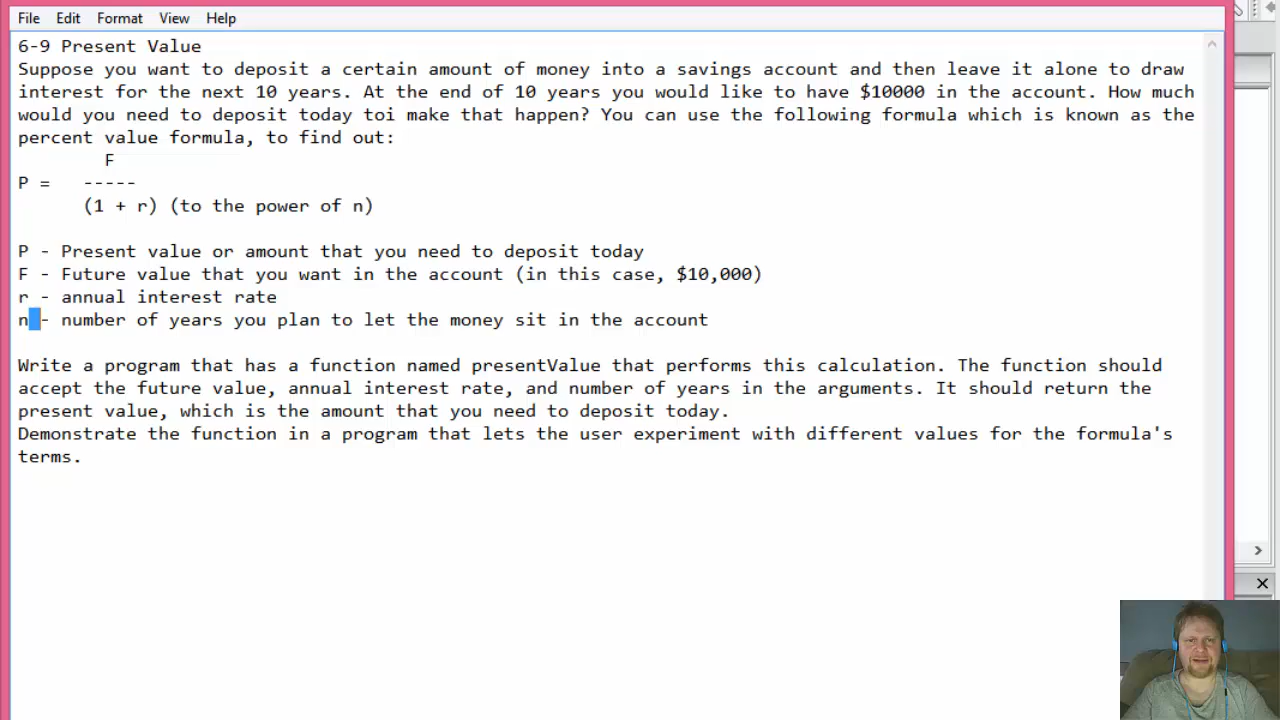 File Edit Format View Help
6-9 Present Value
Suppose you want to deposit a certain amount of money into a savings account and then leave it alone to draw
interest for the next 10 years. At the end of 10 years you would like to have $10000 in the account. How much
would you need to deposit today toi make that happen? You can use the following formula which is known as the
percent value formula, to find out:
F
P = -----
(1 + r) (to the power of n)
P - Present value or amount that you need to deposit today
F - Future value that you want in the account (in this case, $10,000)
r - annual interest rate
n - number of years you plan to let the money sit in the account
Write a program that has a function named presentValue that performs this calculation. The function should
accept the future value, annual interest rate, and number of years in the arguments. It should return the
present value, which is the amount that you need to deposit today.
Demonstrate the function in a program that lets the user experiment with different values for the formula's
terms.